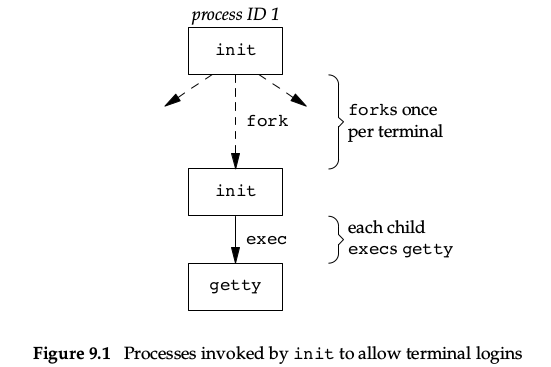 process ID 1
init
fork
forks once
per terminal
init
exec
each child
execs getty
getty
Figure 9.1 Processes invoked by init to allow terminal logins